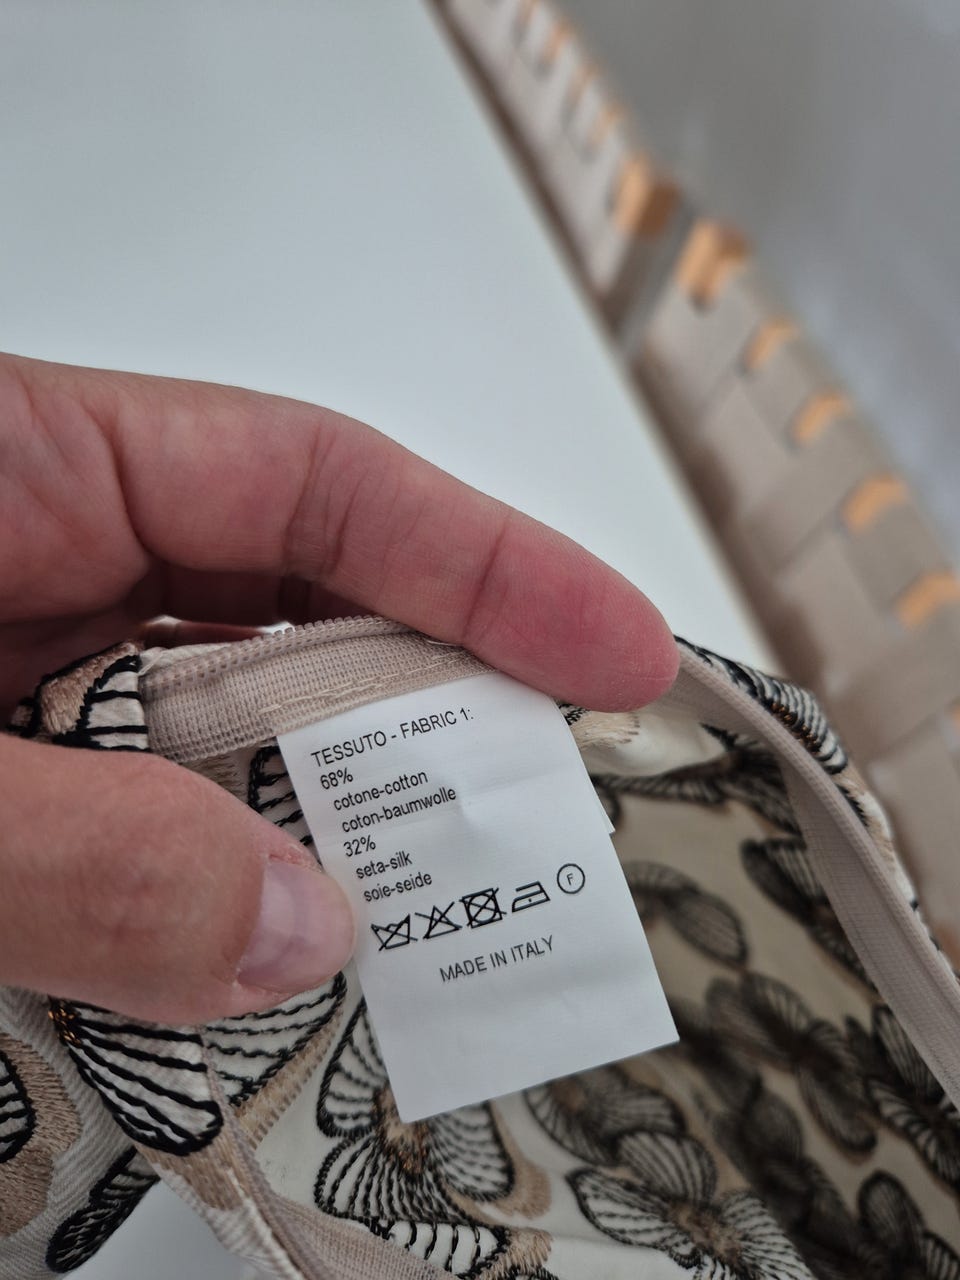 TESSUTO - FABRIC 1:
68%
cotone-cotton
coton-baumwolle
32%
seta-silk
soie-seide
F
MADE IN ITALY